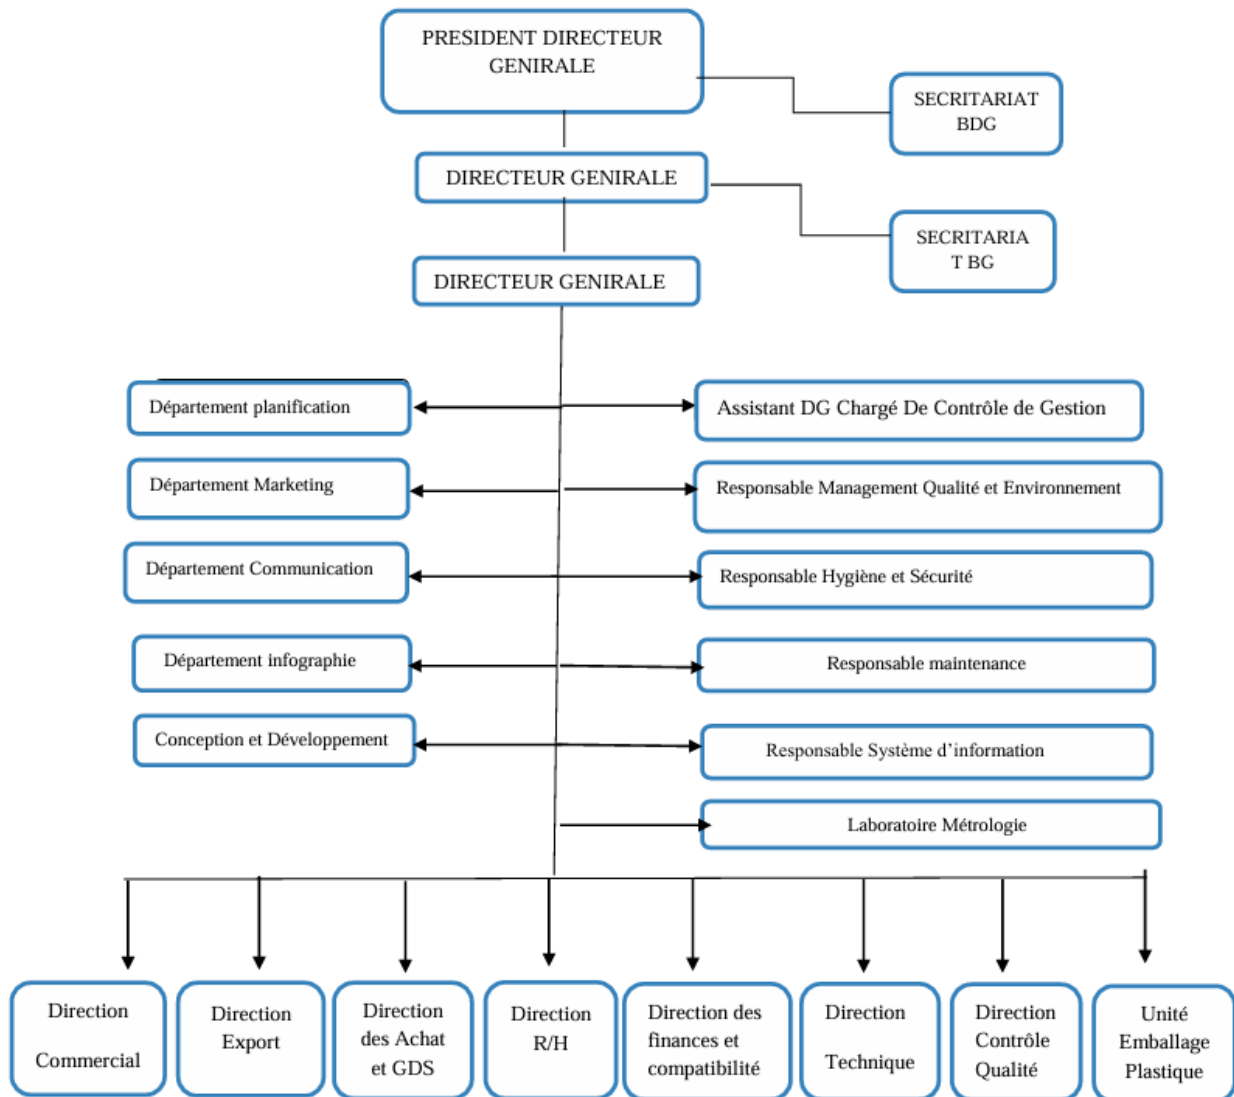 PRESIDENT DIRECTEUR
GENIRALE
SECRITARIAT
BDG
DIRECTEUR GENIRALE
SECRITARIA
T BG
DIRECTEUR GENIRALE
Département planification
Assistant DG Chargé De Contrôle de Gestion
Département Marketing
Responsable Management Qualité et Environnement
Département Communication
Responsable Hygiène et Sécurité
Département infographie
Responsable maintenance
Conception et Développement
Responsable Système d’information
Laboratoire Métrologie
Direction
Commercial
Direction
Export
Direction
des Achat
et GDS
Direction
R/H
Direction des
finances et
compatibilité
Direction
Technique
Direction
Contrôle
Qualité
Unité
Emballage
Plastique